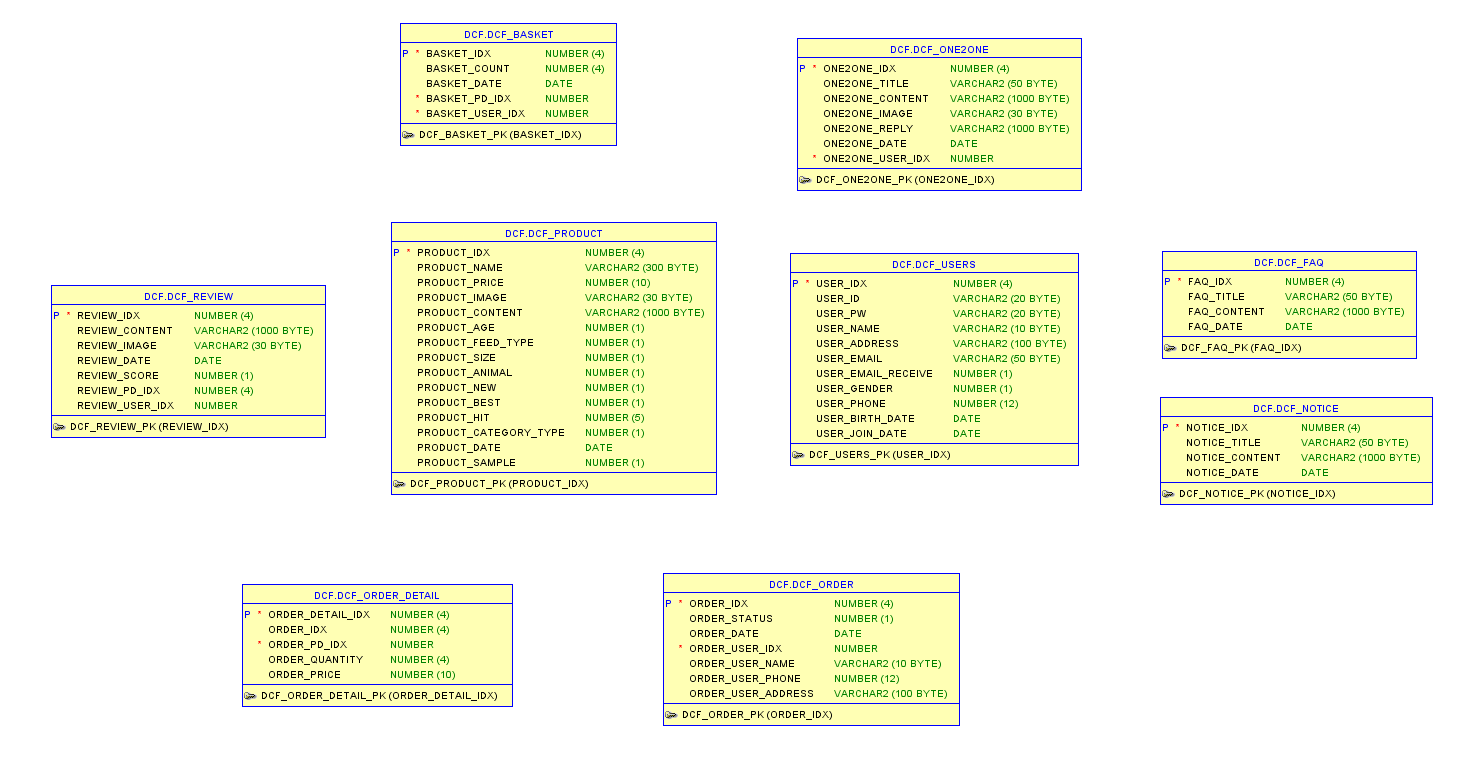 DCF.DCF_BASKET
P * BASKET_IDX NUMBER (4)
BASKET_COUNT NUMBER (4)
BASKET_DATE DATE
* BASKET_PD_IDX NUMBER
* BASKET_USER_IDX NUMBER
DCF_BASKET_PK (BASKET_IDX)
DCF.DCF_ONE2ONE
P * ONE2ONE_IDX NUMBER (4)
ONE2ONE_TITLE VARCHAR2 (50 BYTE)
ONE2ONE_CONTENT VARCHAR2 (1000 BYTE)
ONE2ONE_IMAGE VARCHAR2 (30 BYTE)
ONE2ONE_REPLY VARCHAR2 (1000 BYTE)
ONE2ONE_DATE DATE
* ONE2ONE_USER_IDX NUMBER
DCF_ONE2ONE_PK (ONE2ONE_IDX)
DCF.DCF_REVIEW
P * REVIEW_IDX NUMBER (4)
REVIEW_CONTENT VARCHAR2 (1000 BYTE)
REVIEW_IMAGE VARCHAR2 (30 BYTE)
REVIEW_DATE DATE
REVIEW_SCORE NUMBER (1)
REVIEW_PD_IDX NUMBER (4)
REVIEW_USER_IDX NUMBER
DCF_REVIEW_PK (REVIEW_IDX)
DCF.DCF_PRODUCT
P * PRODUCT_IDX NUMBER (4)
PRODUCT_NAME VARCHAR2 (300 BYTE)
PRODUCT_PRICE NUMBER (10)
PRODUCT_IMAGE VARCHAR2 (30 BYTE)
PRODUCT_CONTENT VARCHAR2 (1000 BYTE)
PRODUCT_AGE NUMBER (1)
PRODUCT_FEED_TYPE NUMBER (1)
PRODUCT_SIZE NUMBER (1)
PRODUCT_ANIMAL NUMBER (1)
PRODUCT_NEW NUMBER (1)
PRODUCT_BEST NUMBER (1)
PRODUCT_HIT NUMBER (5)
PRODUCT_CATEGORY_TYPE NUMBER (1)
PRODUCT_DATE DATE
PRODUCT_SAMPLE NUMBER (1)
DCF_PRODUCT_PK (PRODUCT_IDX)
DCF.DCF_USERS
P * USER_IDX NUMBER (4)
USER_ID VARCHAR2 (20 BYTE)
USER_PW VARCHAR2 (20 BYTE)
USER_NAME VARCHAR2 (10 BYTE)
USER_ADDRESS VARCHAR2 (100 BYTE)
USER_EMAIL VARCHAR2 (50 BYTE)
USER_EMAIL_RECEIVE NUMBER (1)
USER_GENDER NUMBER (1)
USER_PHONE NUMBER (12)
USER_BIRTH_DATE DATE
USER_JOIN_DATE DATE
DCF_USERS_PK (USER_IDX)
DCF.DCF_FAQ
P * FAQ_IDX NUMBER (4)
FAQ_TITLE VARCHAR2 (50 BYTE)
FAQ_CONTENT VARCHAR2 (1000 BYTE)
FAQ_DATE DATE
DCF_FAQ_PK (FAQ_IDX)
DCF.DCF_NOTICE
P * NOTICE_IDX NUMBER (4)
NOTICE_TITLE VARCHAR2 (50 BYTE)
NOTICE_CONTENT VARCHAR2 (1000 BYTE)
NOTICE_DATE DATE
DCF_NOTICE_PK (NOTICE_IDX)
DCF.DCF_ORDER_DETAIL
P * ORDER_DETAIL_IDX NUMBER (4)
ORDER_IDX NUMBER (4)
* ORDER_PD_IDX NUMBER
ORDER_QUANTITY NUMBER (4)
ORDER_PRICE NUMBER (10)
DCF_ORDER_DETAIL_PK (ORDER_DETAIL_IDX)
DCF.DCF_ORDER
P * ORDER_IDX NUMBER (4)
ORDER_STATUS NUMBER (1)
ORDER_DATE DATE
* ORDER_USER_IDX NUMBER
ORDER_USER_NAME VARCHAR2 (10 BYTE)
ORDER_USER_PHONE NUMBER (12)
ORDER_USER_ADDRESS VARCHAR2 (100 BYTE)
DCF_ORDER_PK (ORDER_IDX)